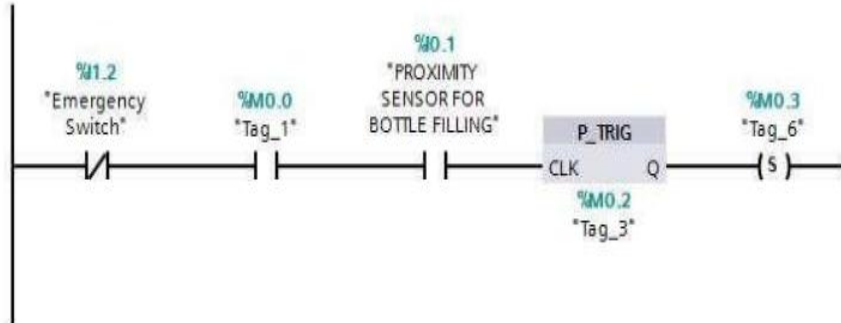 %I1.2
"Emergency
Switch"
%M0.0
"Tag_1"
%I0.1
"PROXIMITY
SENSOR FOR
BOTTLE FILLING"
P_TRIG
CLK Q
%M0.2
"Tag_3"
%M0.3
"Tag_6"
S